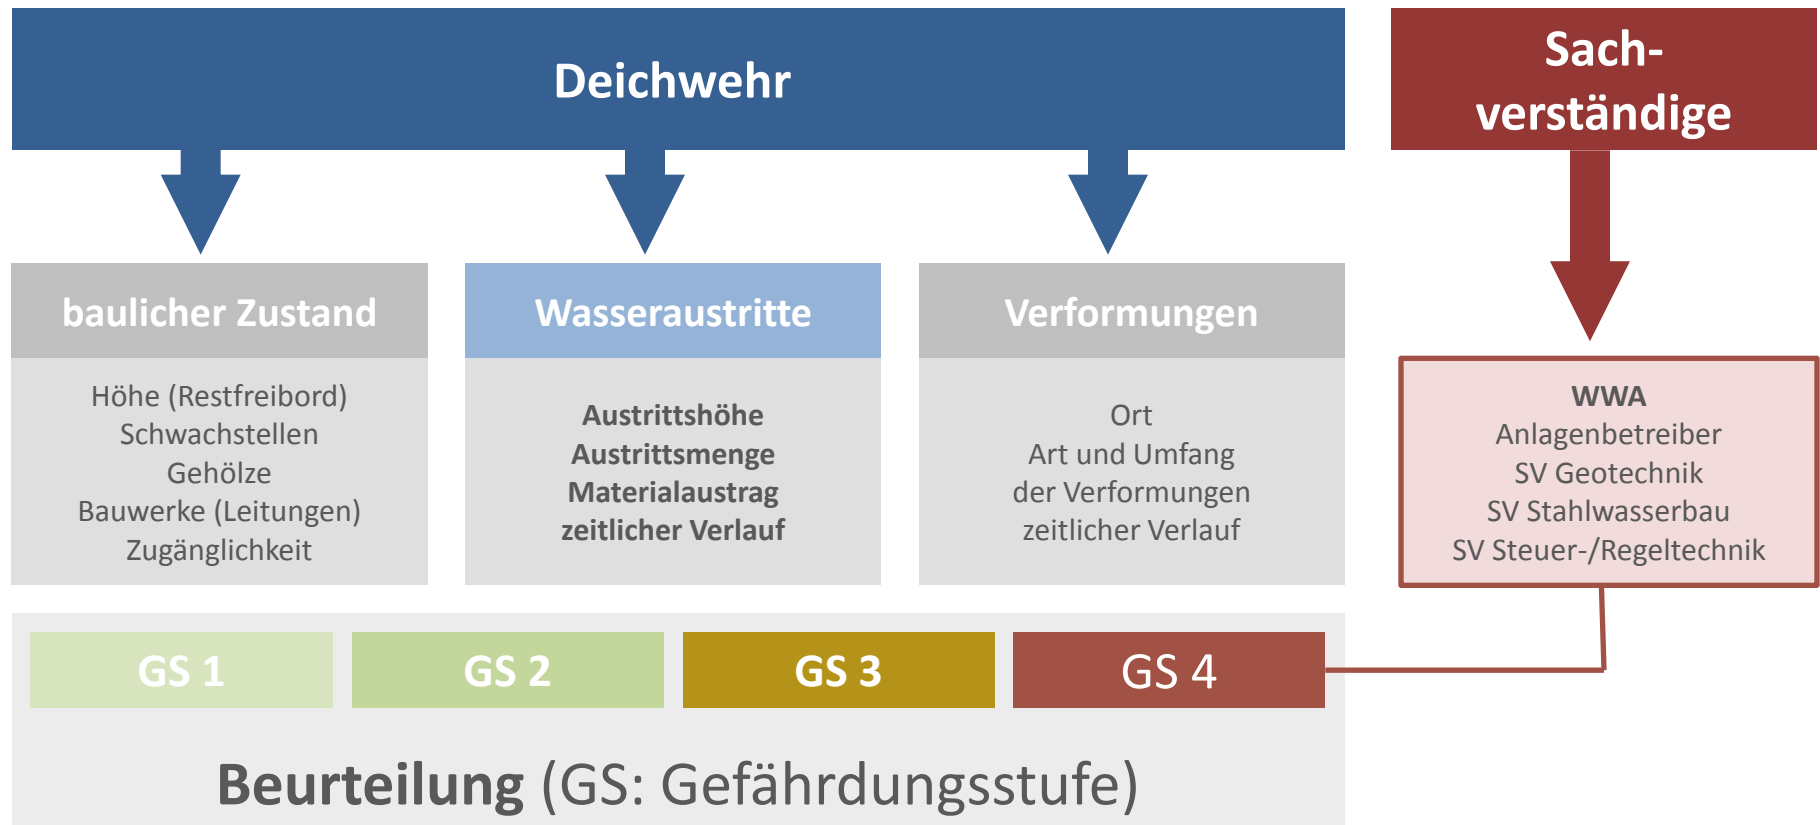 Deichwehr
Sach-
verständige
baulicher Zustand
Höhe (Restfreibord)
Schwachstellen
Gehölze
Bauwerke (Leitungen)
Zugänglichkeit
Wasseraustritte
Austrittshöhe
Austrittsmenge
Materialaustrag
zeitlicher Verlauf
Verformungen
Ort
Art und Umfang
der Verformungen
zeitlicher Verlauf
WWA
Anlagenbetreiber
SV Geotechnik
SV Stahlwasserbau
SV Steuer-/Regeltechnik
GS 1
GS 2
GS 3
GS 4
Beurteilung (GS: Gefährdungsstufe)